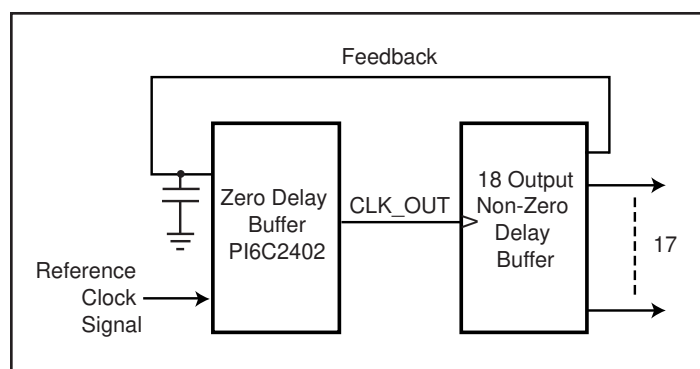 Feedback
Zero Delay
Buffer
PI6C2402
CLK_OUT
18 Output
Non-Zero
Delay
Buffer
17
Reference
Clock
Signal